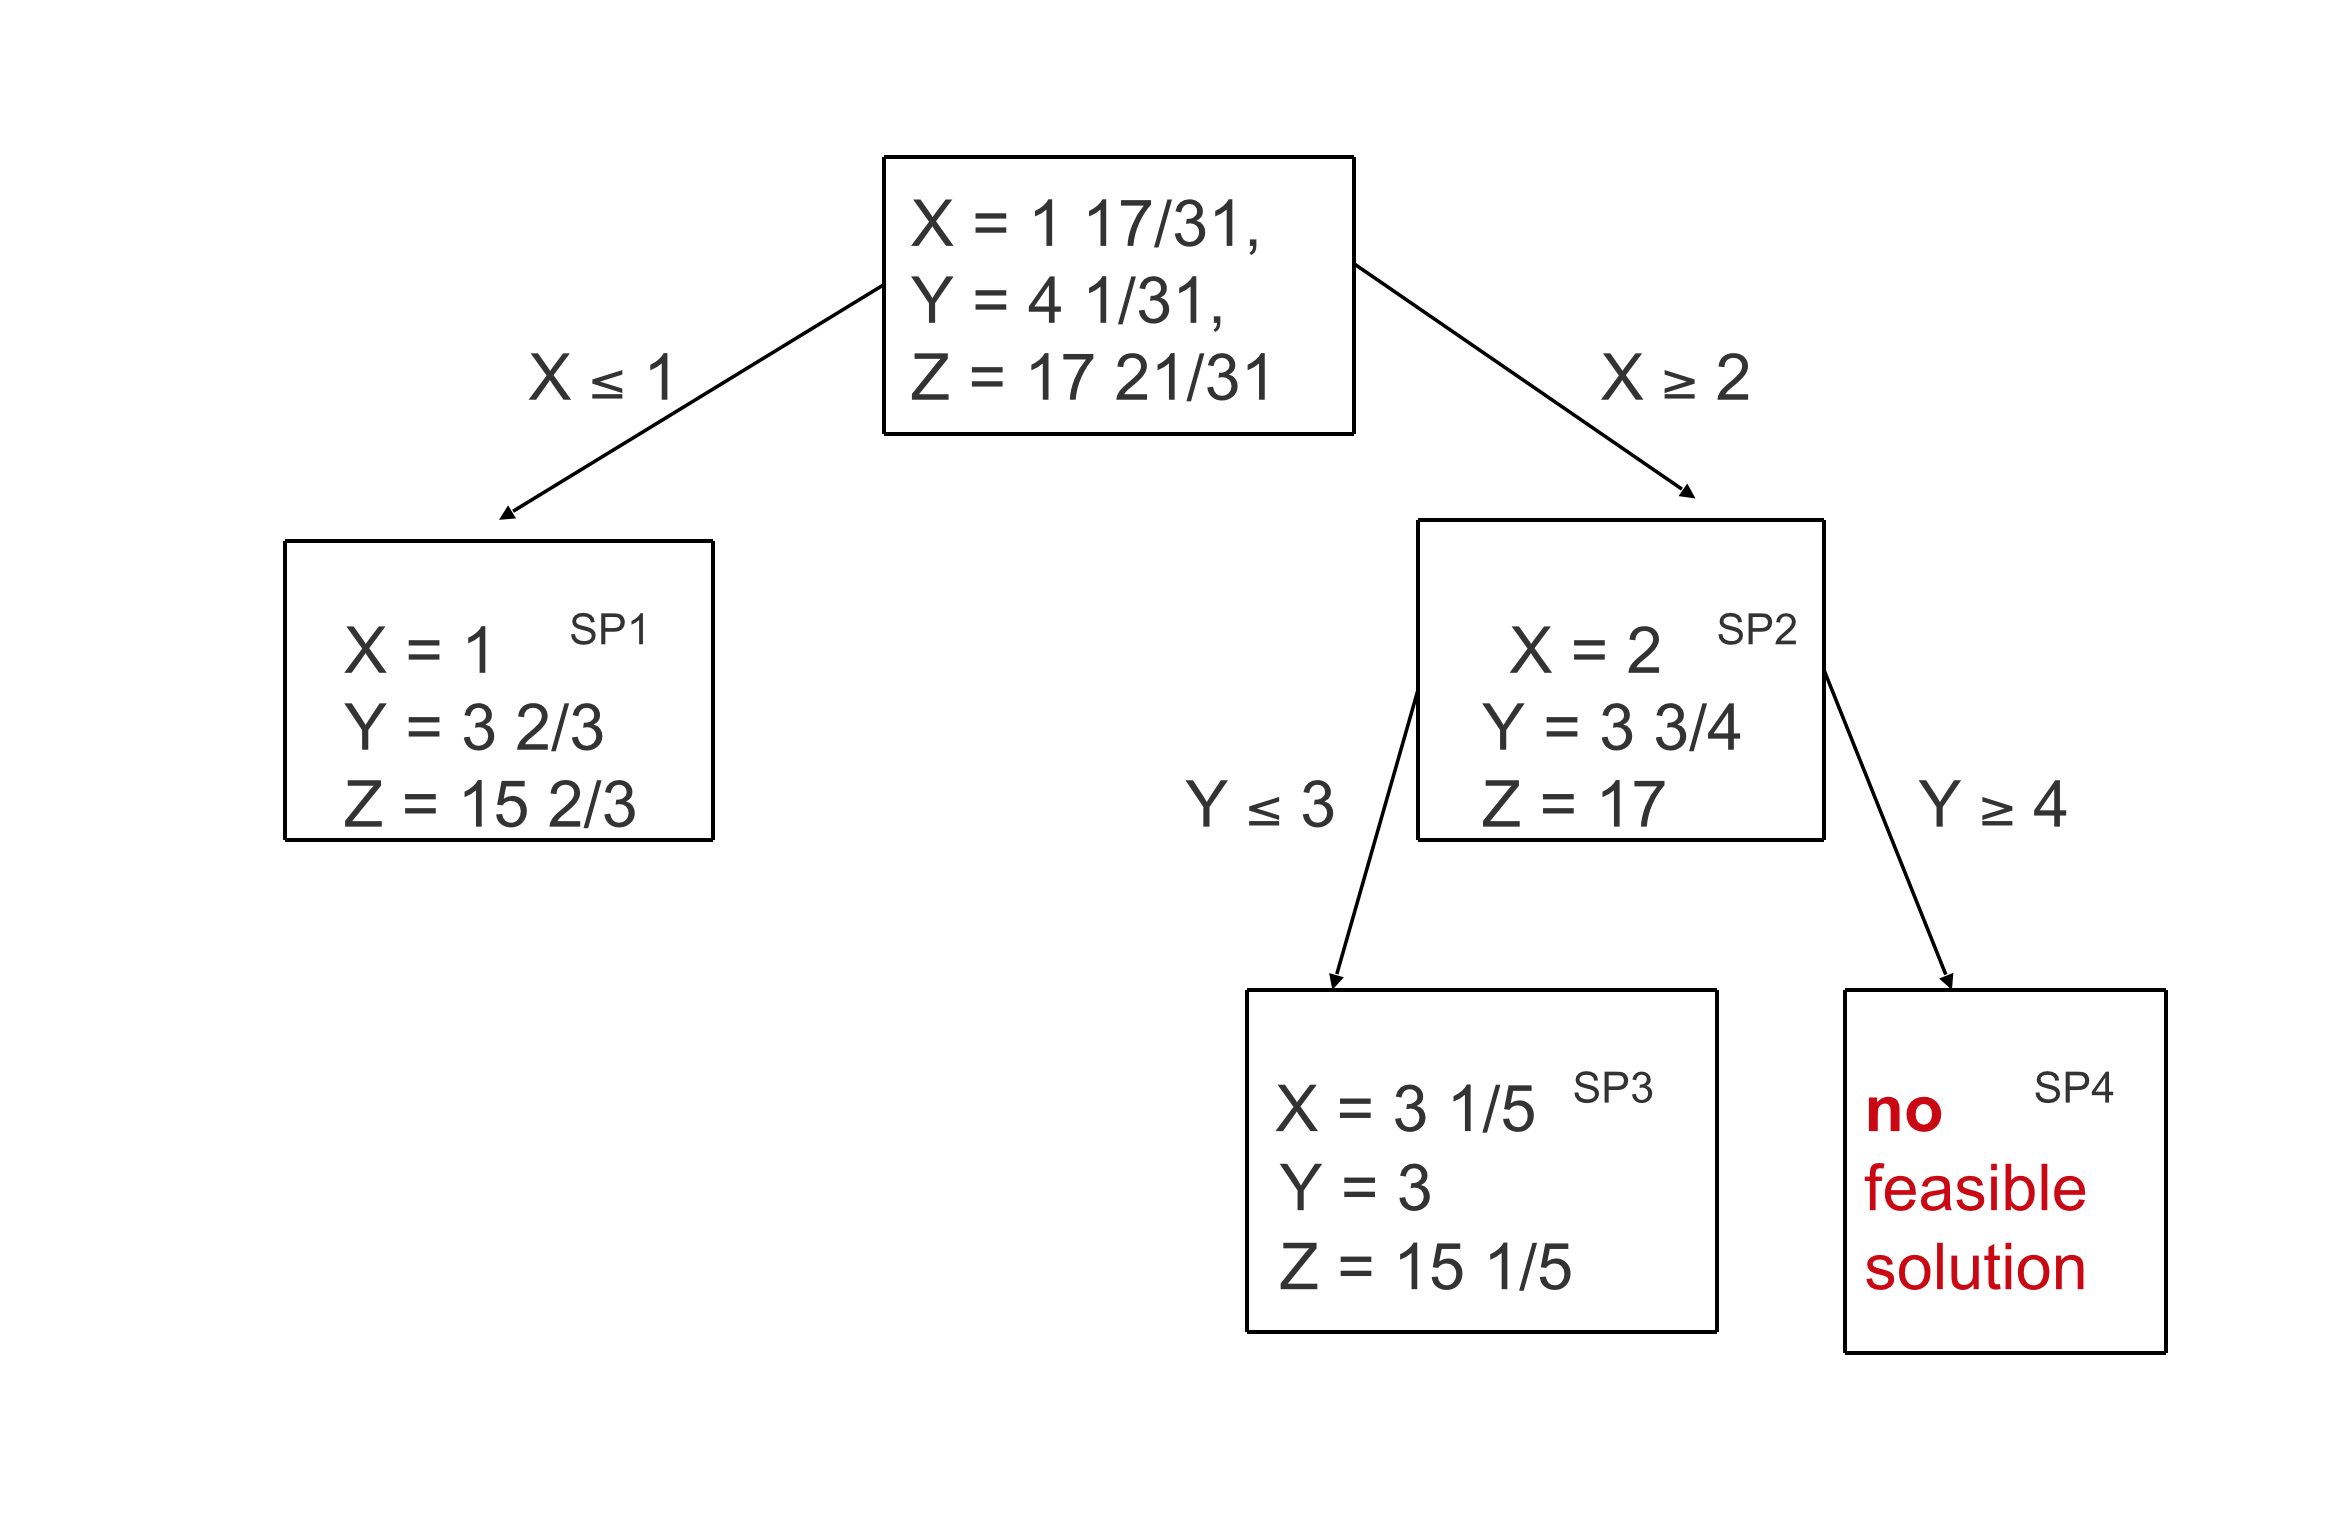 X = 1 17/31,
Y = 4 1/31,
Z = 17 21/31
X ≤ 1
X ≥ 2
X = 1 SP1
Y = 3 2/3
Z = 15 2/3
X = 2 SP2
Y = 3 3/4
Z = 17
Y ≤ 3
Y ≥ 4
X = 3 1/5 SP3
Y = 3
Z = 15 1/5
no SP4
feasible
solution